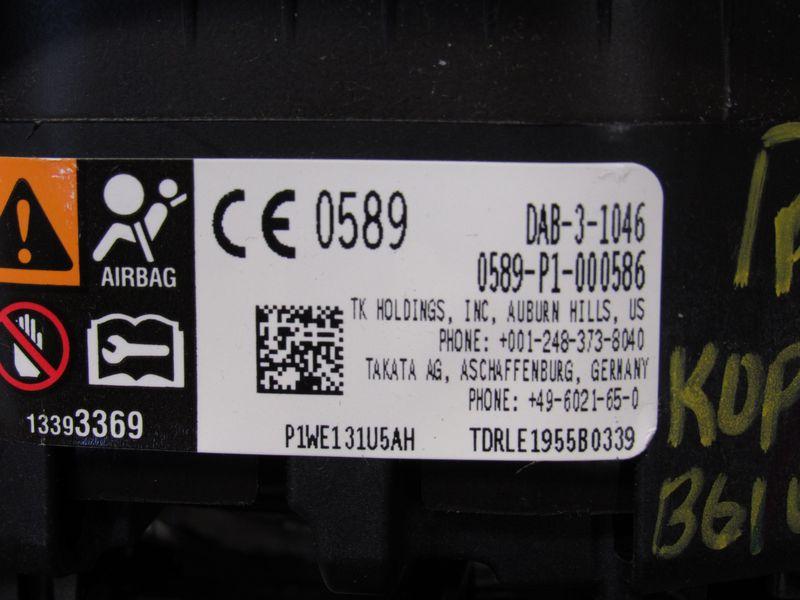 AIRBAG
13393369
CE 0589
DAB-3-1046
0589-P1-000586
TK HOLDINGS, INC, AUBURN HILLS, US
PHONE: +001-248-373-8040
TAKATA AG, ASCHAFFENBURG, GERMANY
PHONE: +49-6021-65-0
P1WE131U5AH TDRLE1955B0339